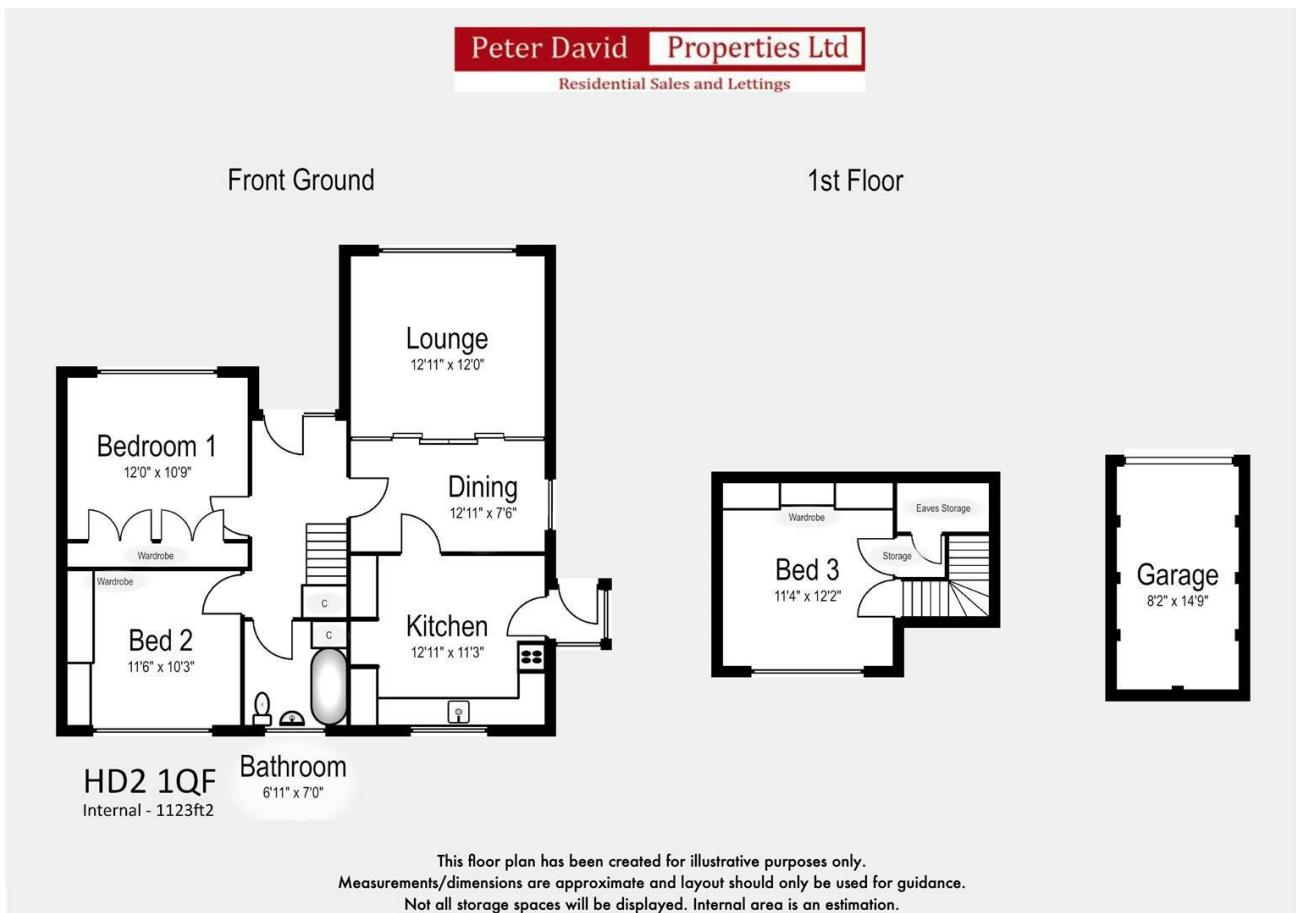 Peter David Properties Ltd
Residential Sales and Lettings
Front Ground
1st Floor
Lounge
12'11" x 12'0"
Bedroom 1
12'0" x 10'9"
Dining
12'11" x 7'6"
Wardrobe
Wardrobe
Bed 2
11'6" x 10'3"
C
C
Kitchen
12'11" x 11'3"
Bathroom
6'11" x 7'0"
Wardrobe
Eaves Storage
Storage
Bed 3
11'4" x 12'2"
Garage
8'2" x 14'9"
HD2 1QF
Internal - 1123ft2
This floor plan has been created for illustrative purposes only.
Measurements/dimensions are approximate and layout should only be used for guidance.
Not all storage spaces will be displayed. Internal area is an estimation.